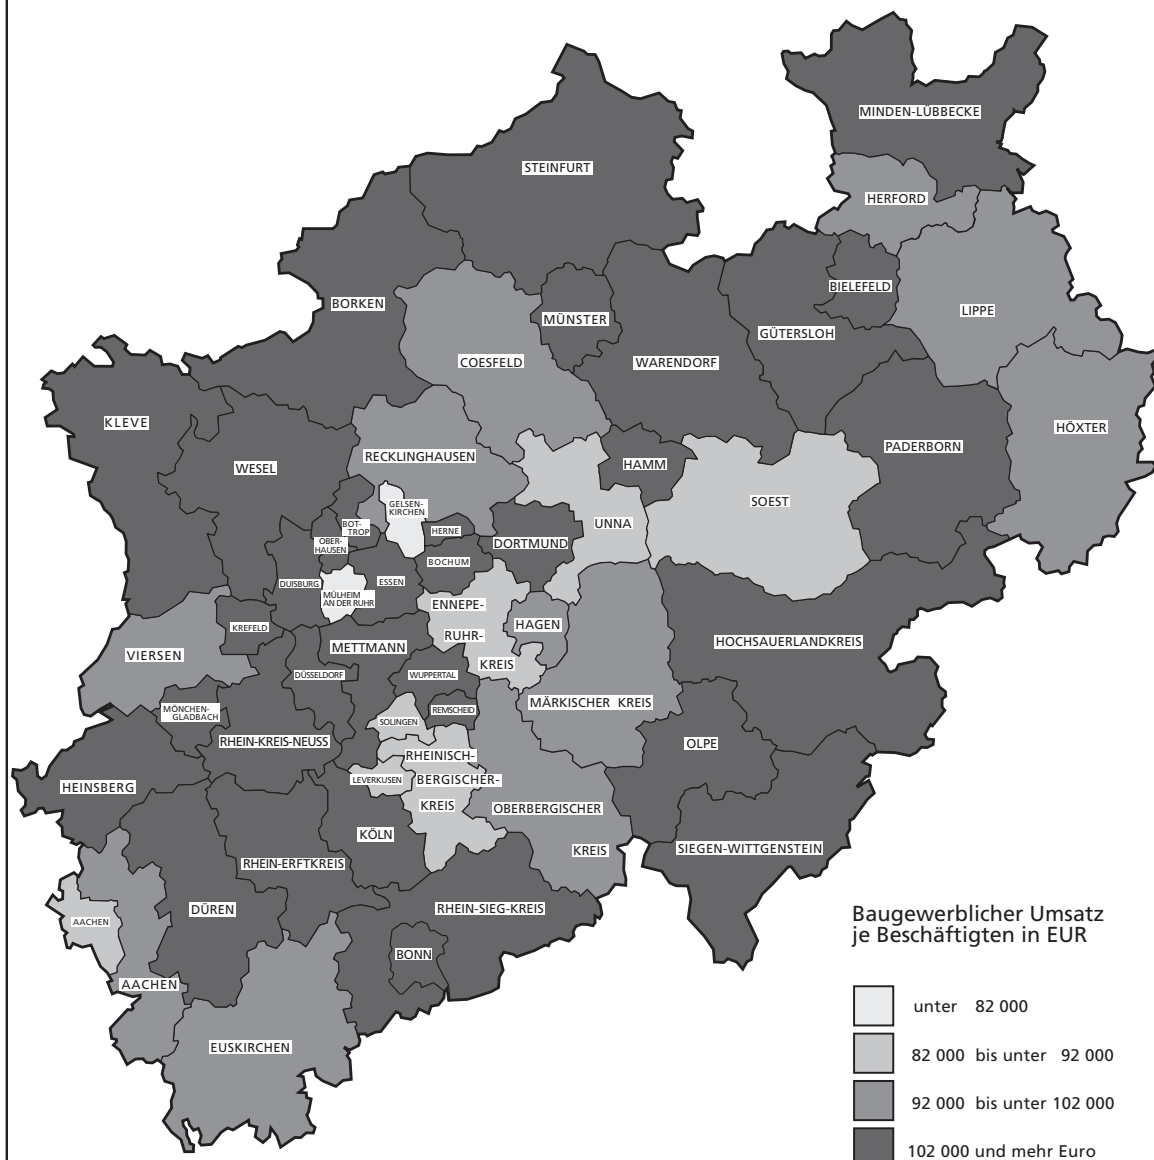 MINDEN-LÜBBECKE
STEINFURT
HERFORD
BIELEFELD
BORKEN
LIPPE
MÜNSTER
GÜTERSLOH
COESFELD
WARENDORF
KLEVE
HÖXTER
PADERBORN
RECKLINGHAUSEN
HAMM
WESEL
SOEST
GELSEN-
KIRCHEN
UNNA
BOT-
TROP
HERNE
OBER-
HAUSEN
DORTMUND
BOCHUM
DUISBURG
ESSEN
MÜLHEIM
AN DER RUHR
ENNEPE-
RUHR-
KREIS
HAGEN
KREFELD
HOCHSAUERLANDKREIS
METTMANN
VIERSEN
DÜSSELDORF
WUPPERTAL
MÄRKISCHER KREIS
MÖNCHEN-
GLADBACH
REMSCHEID
SOLINGEN
RHEIN-KREIS-NEUSS
OLPE
RHEINISCH-
BERGISCHER-
KREIS
LEVERKUSEN
HEINSBERG
OBERBERGISCHER
KREIS
KÖLN
SIEGEN-WITTGENSTEIN
RHEIN-ERFTKREIS
DÜREN
RHEIN-SIEG-KREIS
AACHEN
BONN
AACHEN
EUSKIRCHEN
Baugewerblicher Umsatz
je Beschäftigten in EUR
unter 82 000
82 000 bis unter 92 000
92 000 bis unter 102 000
102 000 und mehr Euro